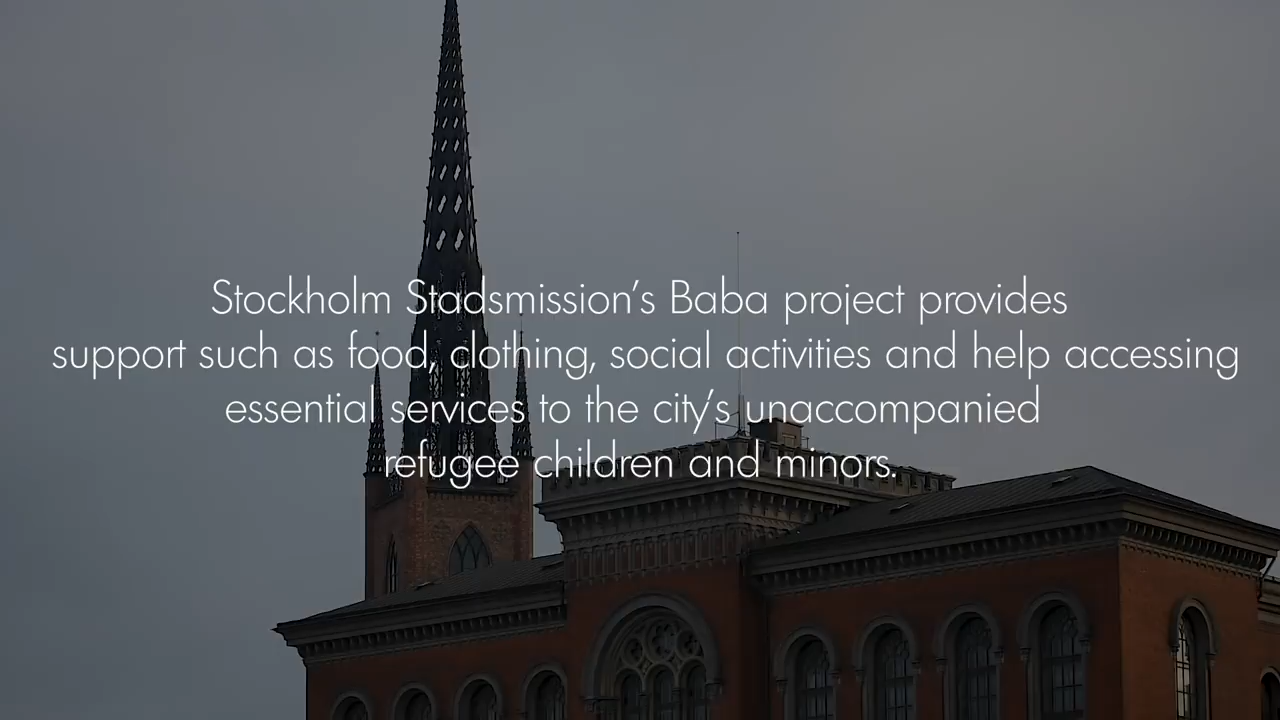 Stockholm Stadsmission’s Baba project provides
support such as food, clothing, social activities and help accessing
essential services to the city’s unaccompanied
refugee children and minors.